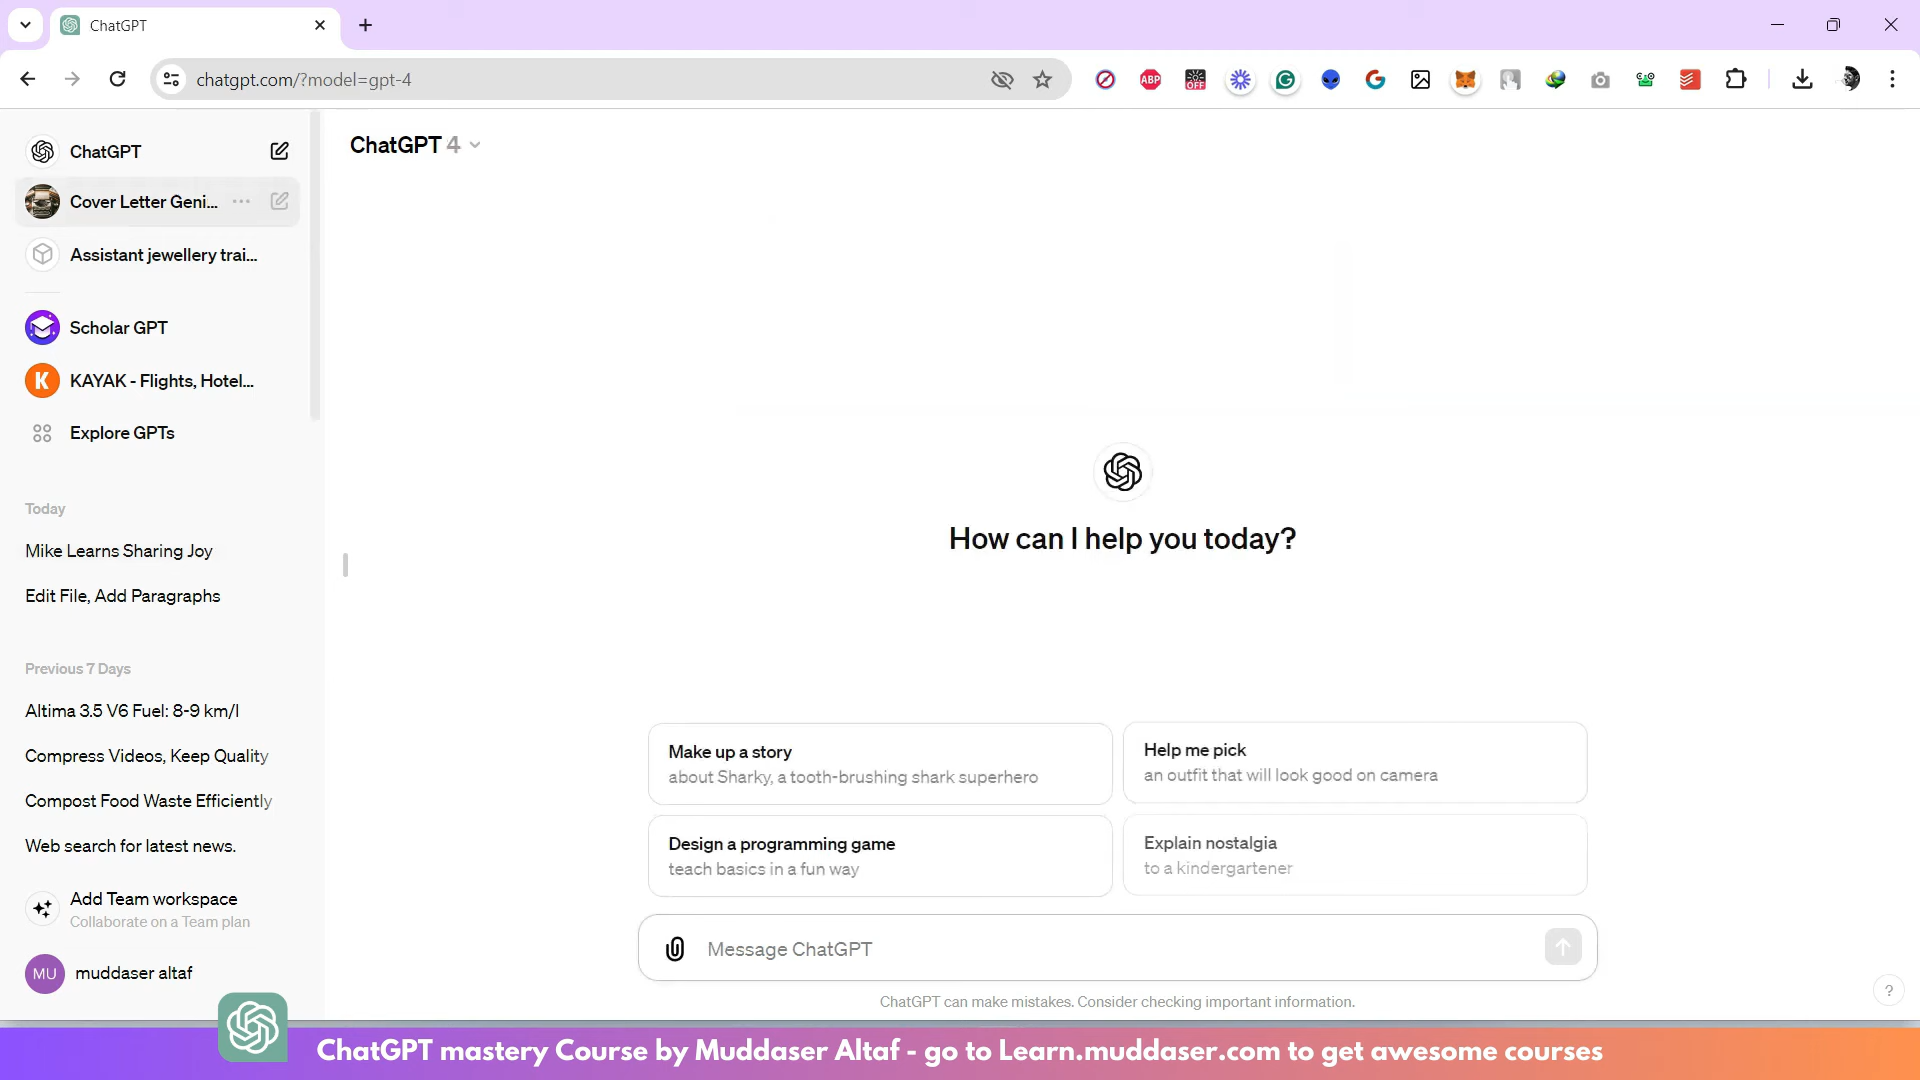 ChatGPT
chatgpt.com/?model=gpt-4
ABP
OFF
ChatGPT
Cover Letter Geni...
Assistant jewellery trai...
Scholar GPT
K
KAYAK - Flights, Hotel...
Explore GPTs
Today
Mike Learns Sharing Joy
Edit File, Add Paragraphs
Previous 7 Days
Altima 3.5 V6 Fuel: 8-9 km/l
Compress Videos, Keep Quality
Compost Food Waste Efficiently
Web search for latest news.
Add Team workspace
Collaborate on a Team plan
MU
muddaser altaf
ChatGPT 4
How can I help you today?
Make up a story
about Sharky, a tooth-brushing shark superhero
Help me pick
an outfit that will look good on camera
Design a programming game
teach basics in a fun way
Explain nostalgia
to a kindergartener
Message ChatGPT
ChatGPT can make mistakes. Consider checking important information.
?
ChatGPT mastery Course by Muddaser Altaf - go to Learn.muddaser.com to get awesome courses